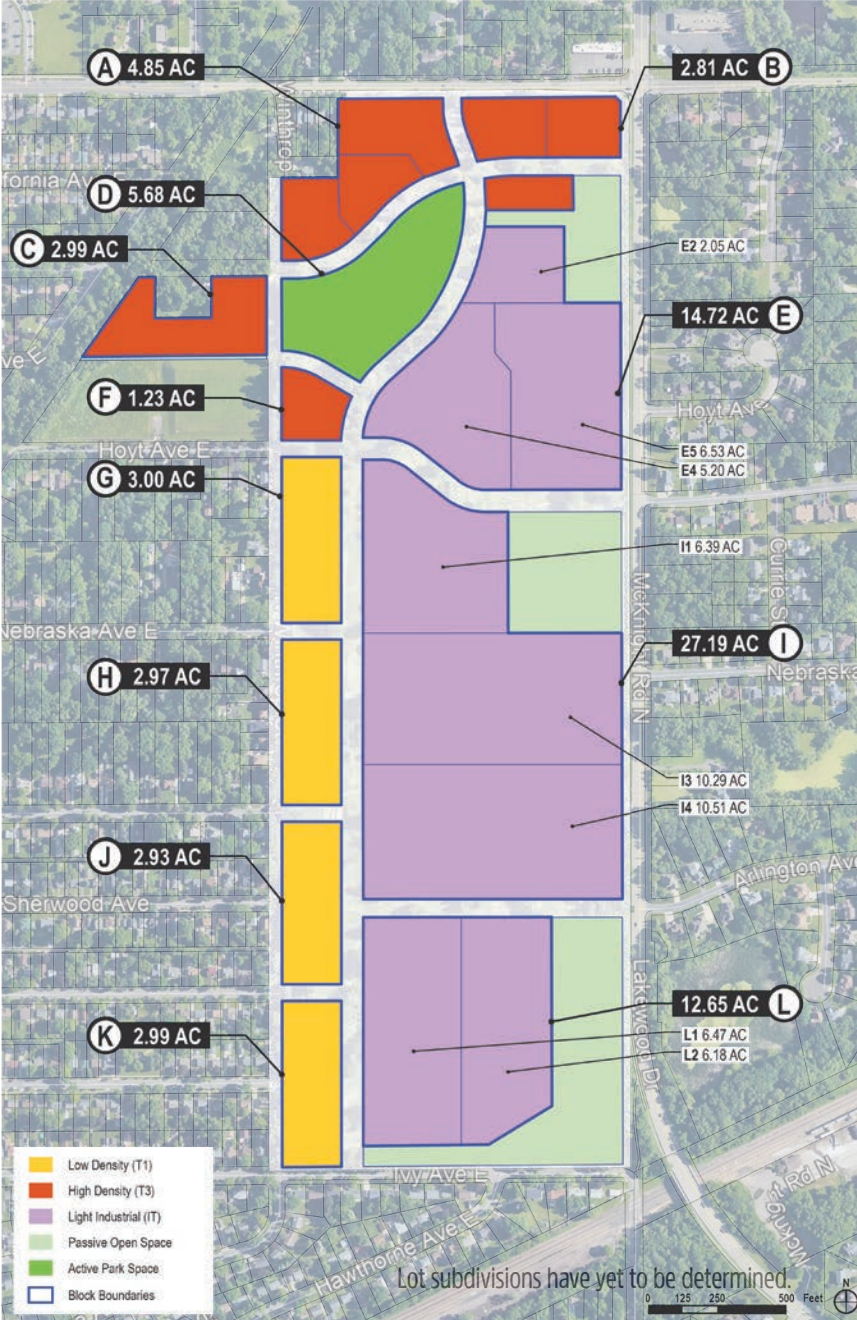 A 4.85 AC
2.81 AC B
Winthrop
fornia Ave E
D 5.68 AC
C 2.99 AC
E2 2.05 AC
14.72 AC E
ve E
F 1.23 AC
Hoyt Ave
Hoyt Ave E
E5 6.53 AC
E4 5.20 AC
G 3.00 AC
I1 6.39 AC
Currie S
McKnight Rd N
Nebraska Ave E
27.19 AC I
Nebraska
H 2.97 AC
I3 10.29 AC
I4 10.51 AC
J 2.93 AC
Arlington Ave
Sherwood Ave
12.65 AC L
Lakewood Dr
K 2.99 AC
L1 6.47 AC
L2 6.18 AC
Low Density (T1)
High Density (T3)
Light Industrial (IT)
Passive Open Space
Active Park Space
Block Boundaries
Ivy Ave E
Hawthorne Ave E
Mcknight Rd N
Lot subdivisions have yet to be determined.
0 125 250 500 Feet
N